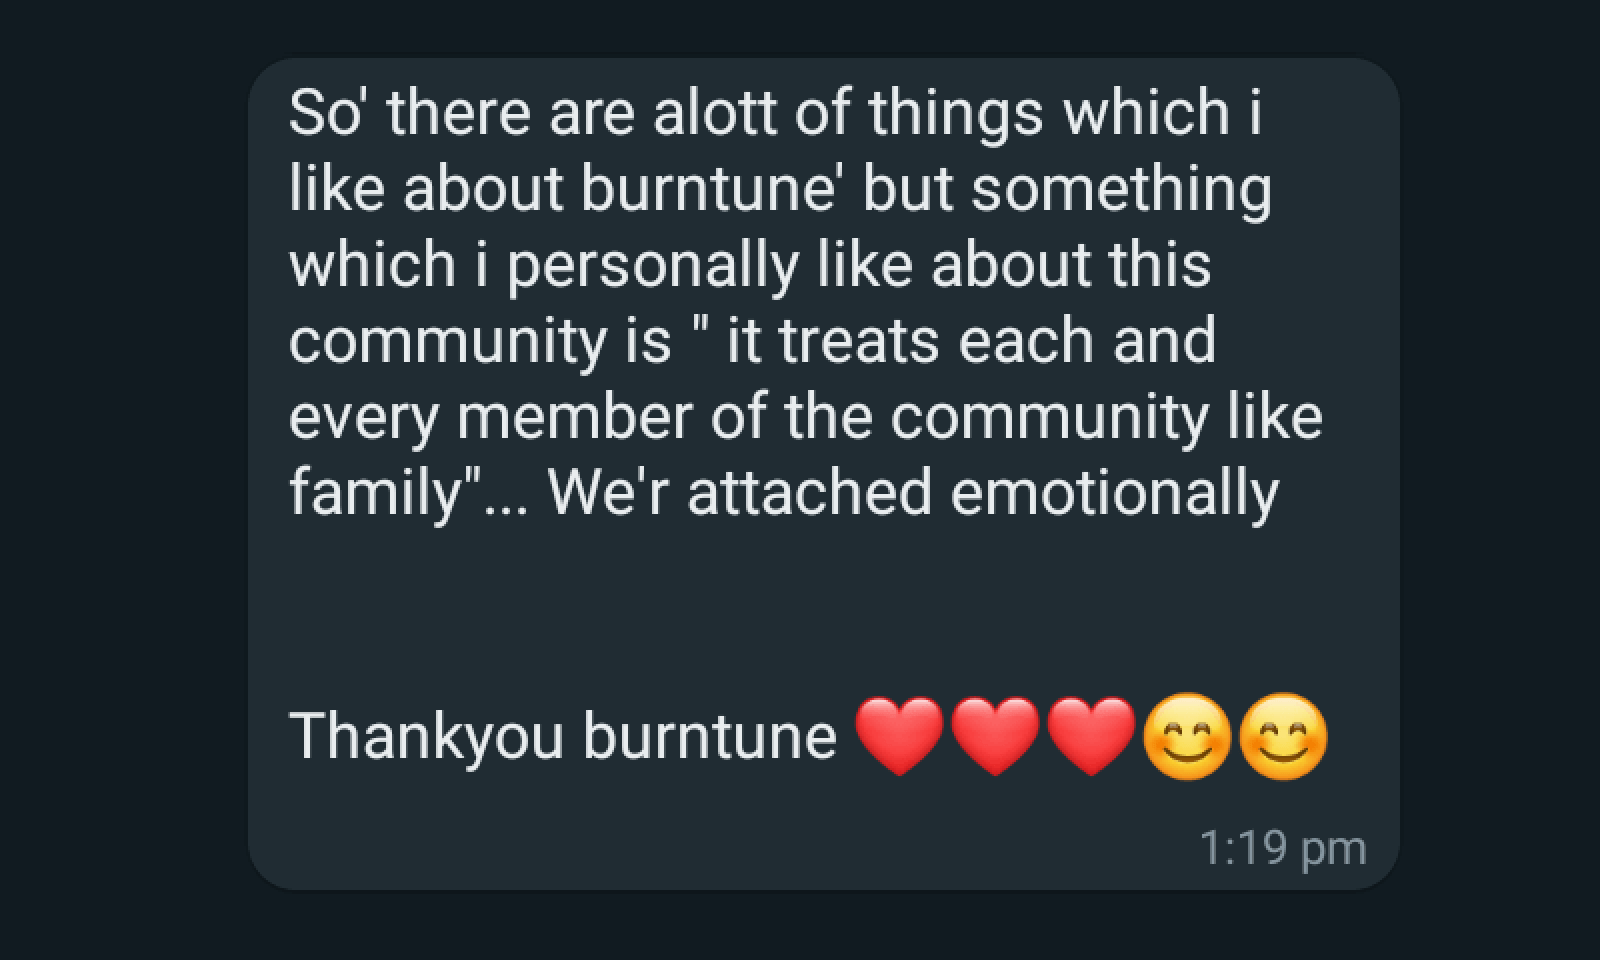 So' there are alott of things which i
like about burntune' but something
which i personally like about this
community is " it treats each and
every member of the community like
family"... We'r attached emotionally
Thankyou burntune ❤️❤️❤️😊😊
1:19 pm